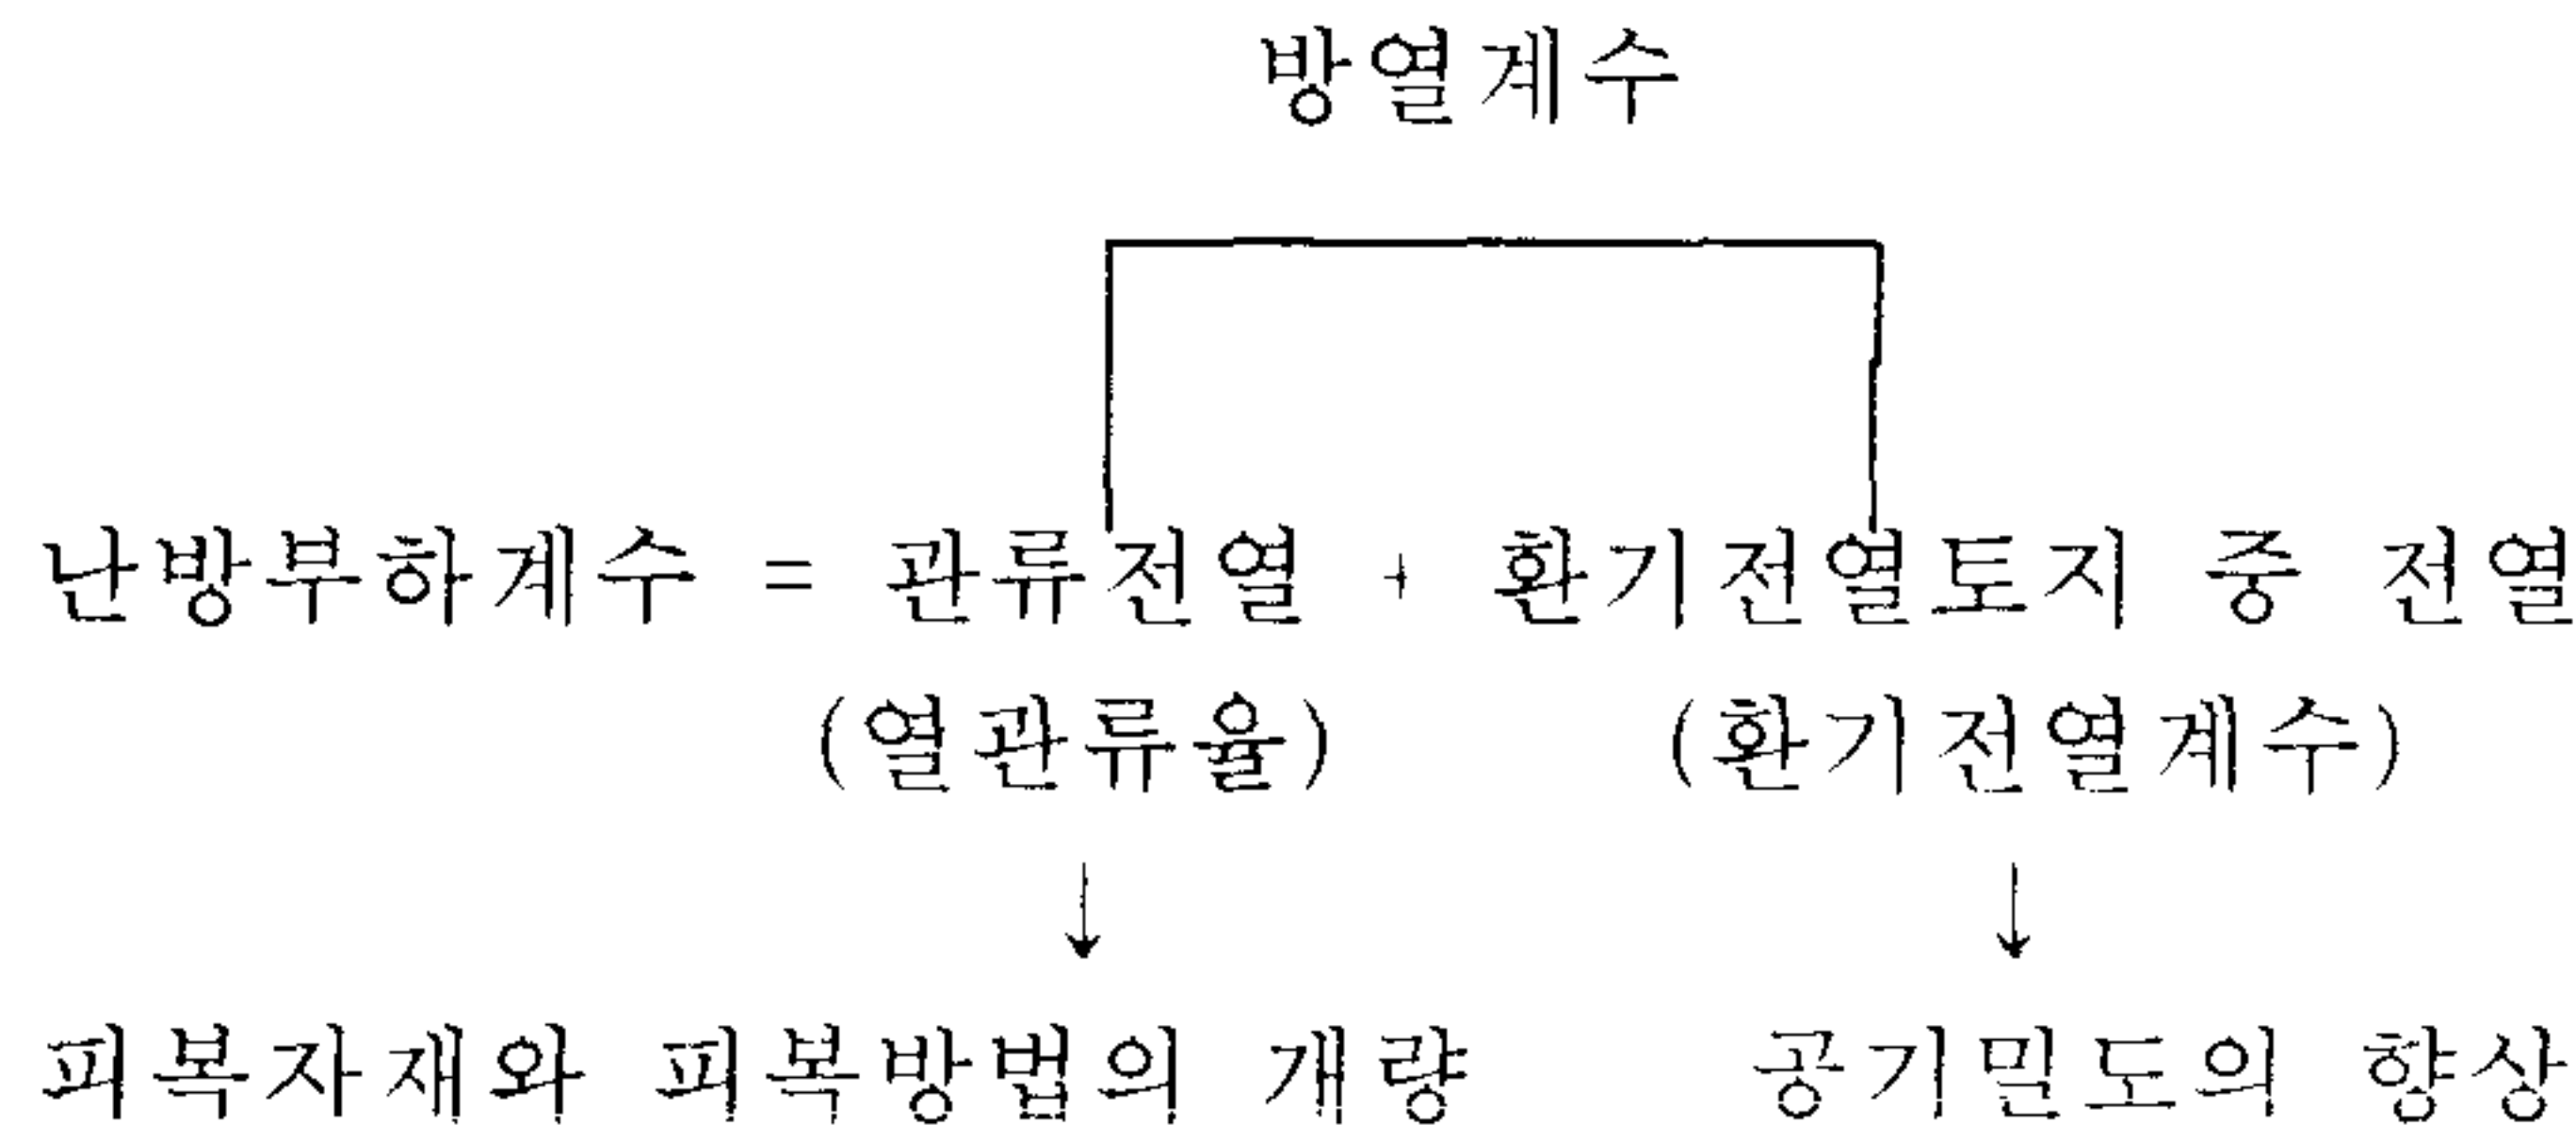 방열계수
난방부하계수 = 관류전열 + 환기전열토지 중 전열
(열관류율) (환기전열계수)
↓ ↓
피복자재와 피복방법의 개량 공기밀도의 향상